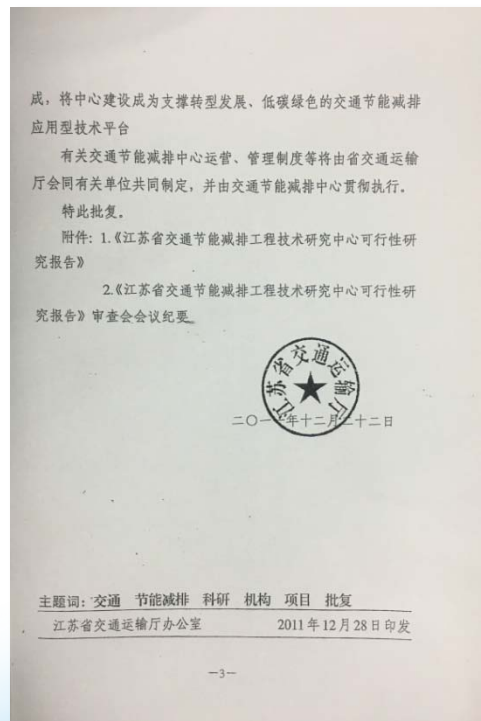 成，将中心建设成为支撑转型发展、低碳绿色的交通节能减排
应用型技术平台
有关交通节能减排中心运营、管理制度等将由省交通运输
厅会同有关单位共同制定，并由交通节能减排中心贯彻执行。
特此批复。
附件：1.《江苏省交通节能减排工程技术研究中心可行性研
究报告》
2.《江苏省交通节能减排工程技术研究中心可行性研
究报告》审查会会议纪要
江苏省交通运输厅
二〇一一年十二月二十二日
主题词：交通 节能减排 科研 机构 项目 批复
江苏省交通运输厅办公室 2011年12月28日印发
—3—